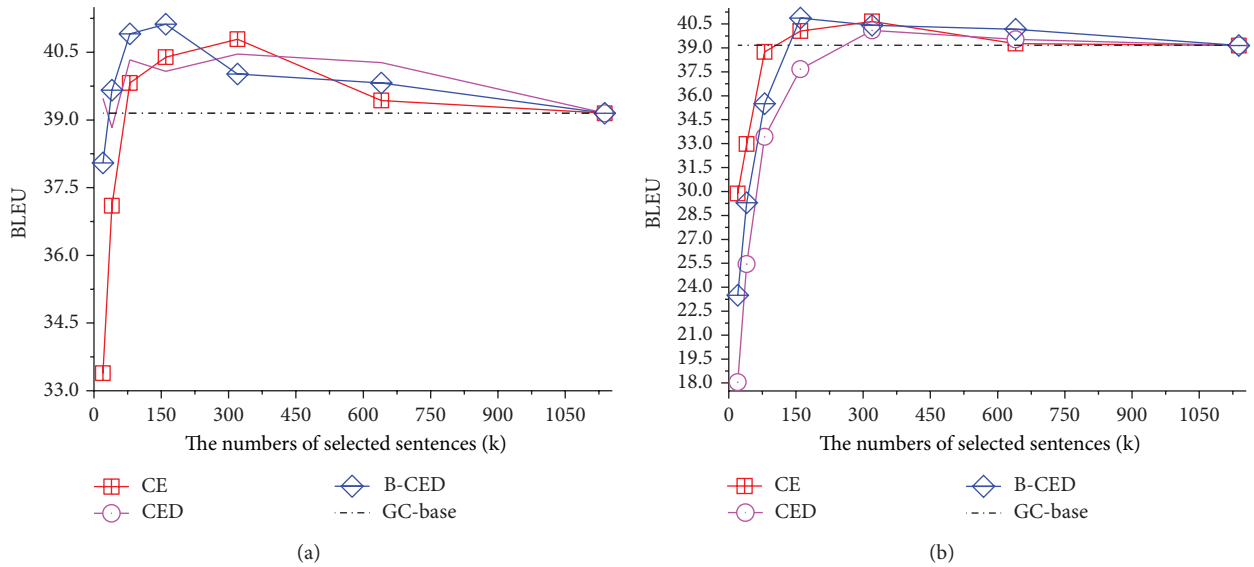 40.5
39.0
37.5
36.0
34.5
33.0
BLEU
0 150 300 450 600 750 900 1050
The numbers of selected sentences (k)
CE
CED
B-CED
GC-base
(a)
40.5
39.0
37.5
36.0
34.5
33.0
31.5
30.0
28.5
27.0
25.5
24.0
22.5
21.0
19.5
18.0
BLEU
0 150 300 450 600 750 900 1050
The numbers of selected sentences (k)
CE
CED
B-CED
GC-base
(b)